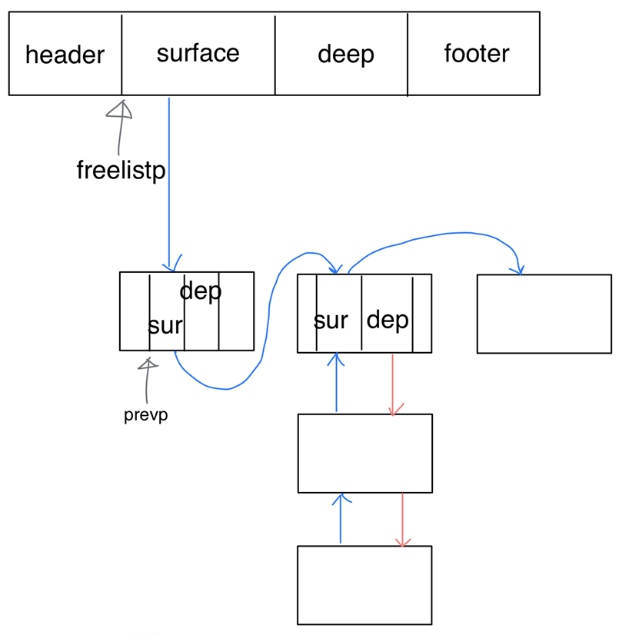 header surface deep footer
freelistp
dep
sur
sur dep
prevp